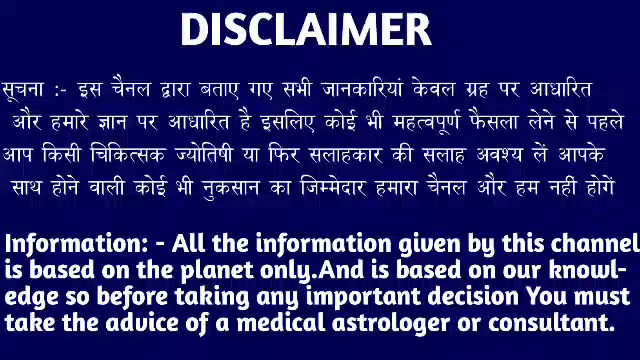 DISCLAIMER
सूचना :- इस चैनल द्वारा बताए गए सभी जानकारियां केवल ग्रह पर आधारित
और हमारे ज्ञान पर आधारित है इसलिए कोई भी महत्वपूर्ण फैसला लेने से पहले
आप किसी चिकित्सक ज्योतिषी या फिर सलाहकार की सलाह अवश्य लें आपके
साथ होने वाली कोई भी नुकसान का जिम्मेदार हमारा चैनल और हम नहीं होगें
Information: - All the information given by this channel
is based on the planet only.And is based on our knowl-
edge so before taking any important decision You must
take the advice of a medical astrologer or consultant.